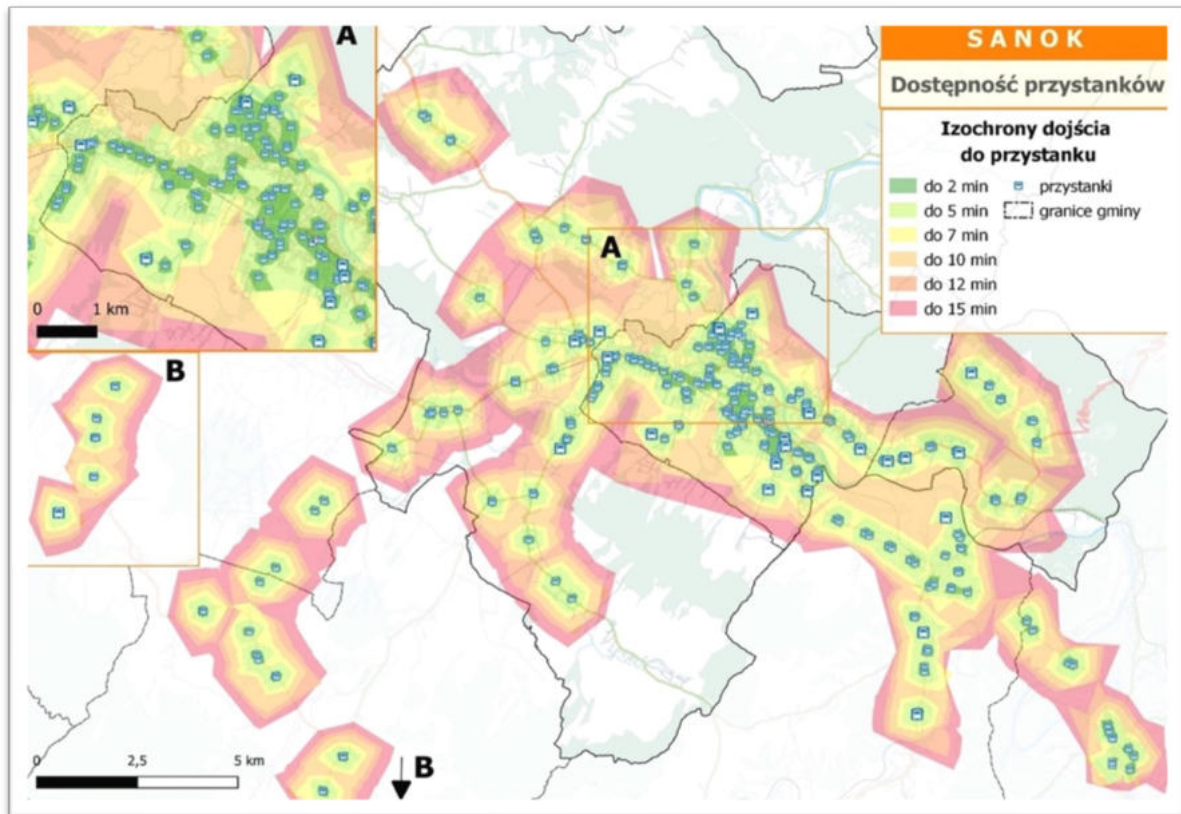 A
SANOK
Dostępność przystanków
Izochrony dojścia
do przystanku
do 2 min
do 5 min
do 7 min
do 10 min
do 12 min
do 15 min
przystanki
granice gminy
A
0 1 km
B
0 2,5 5 km
B